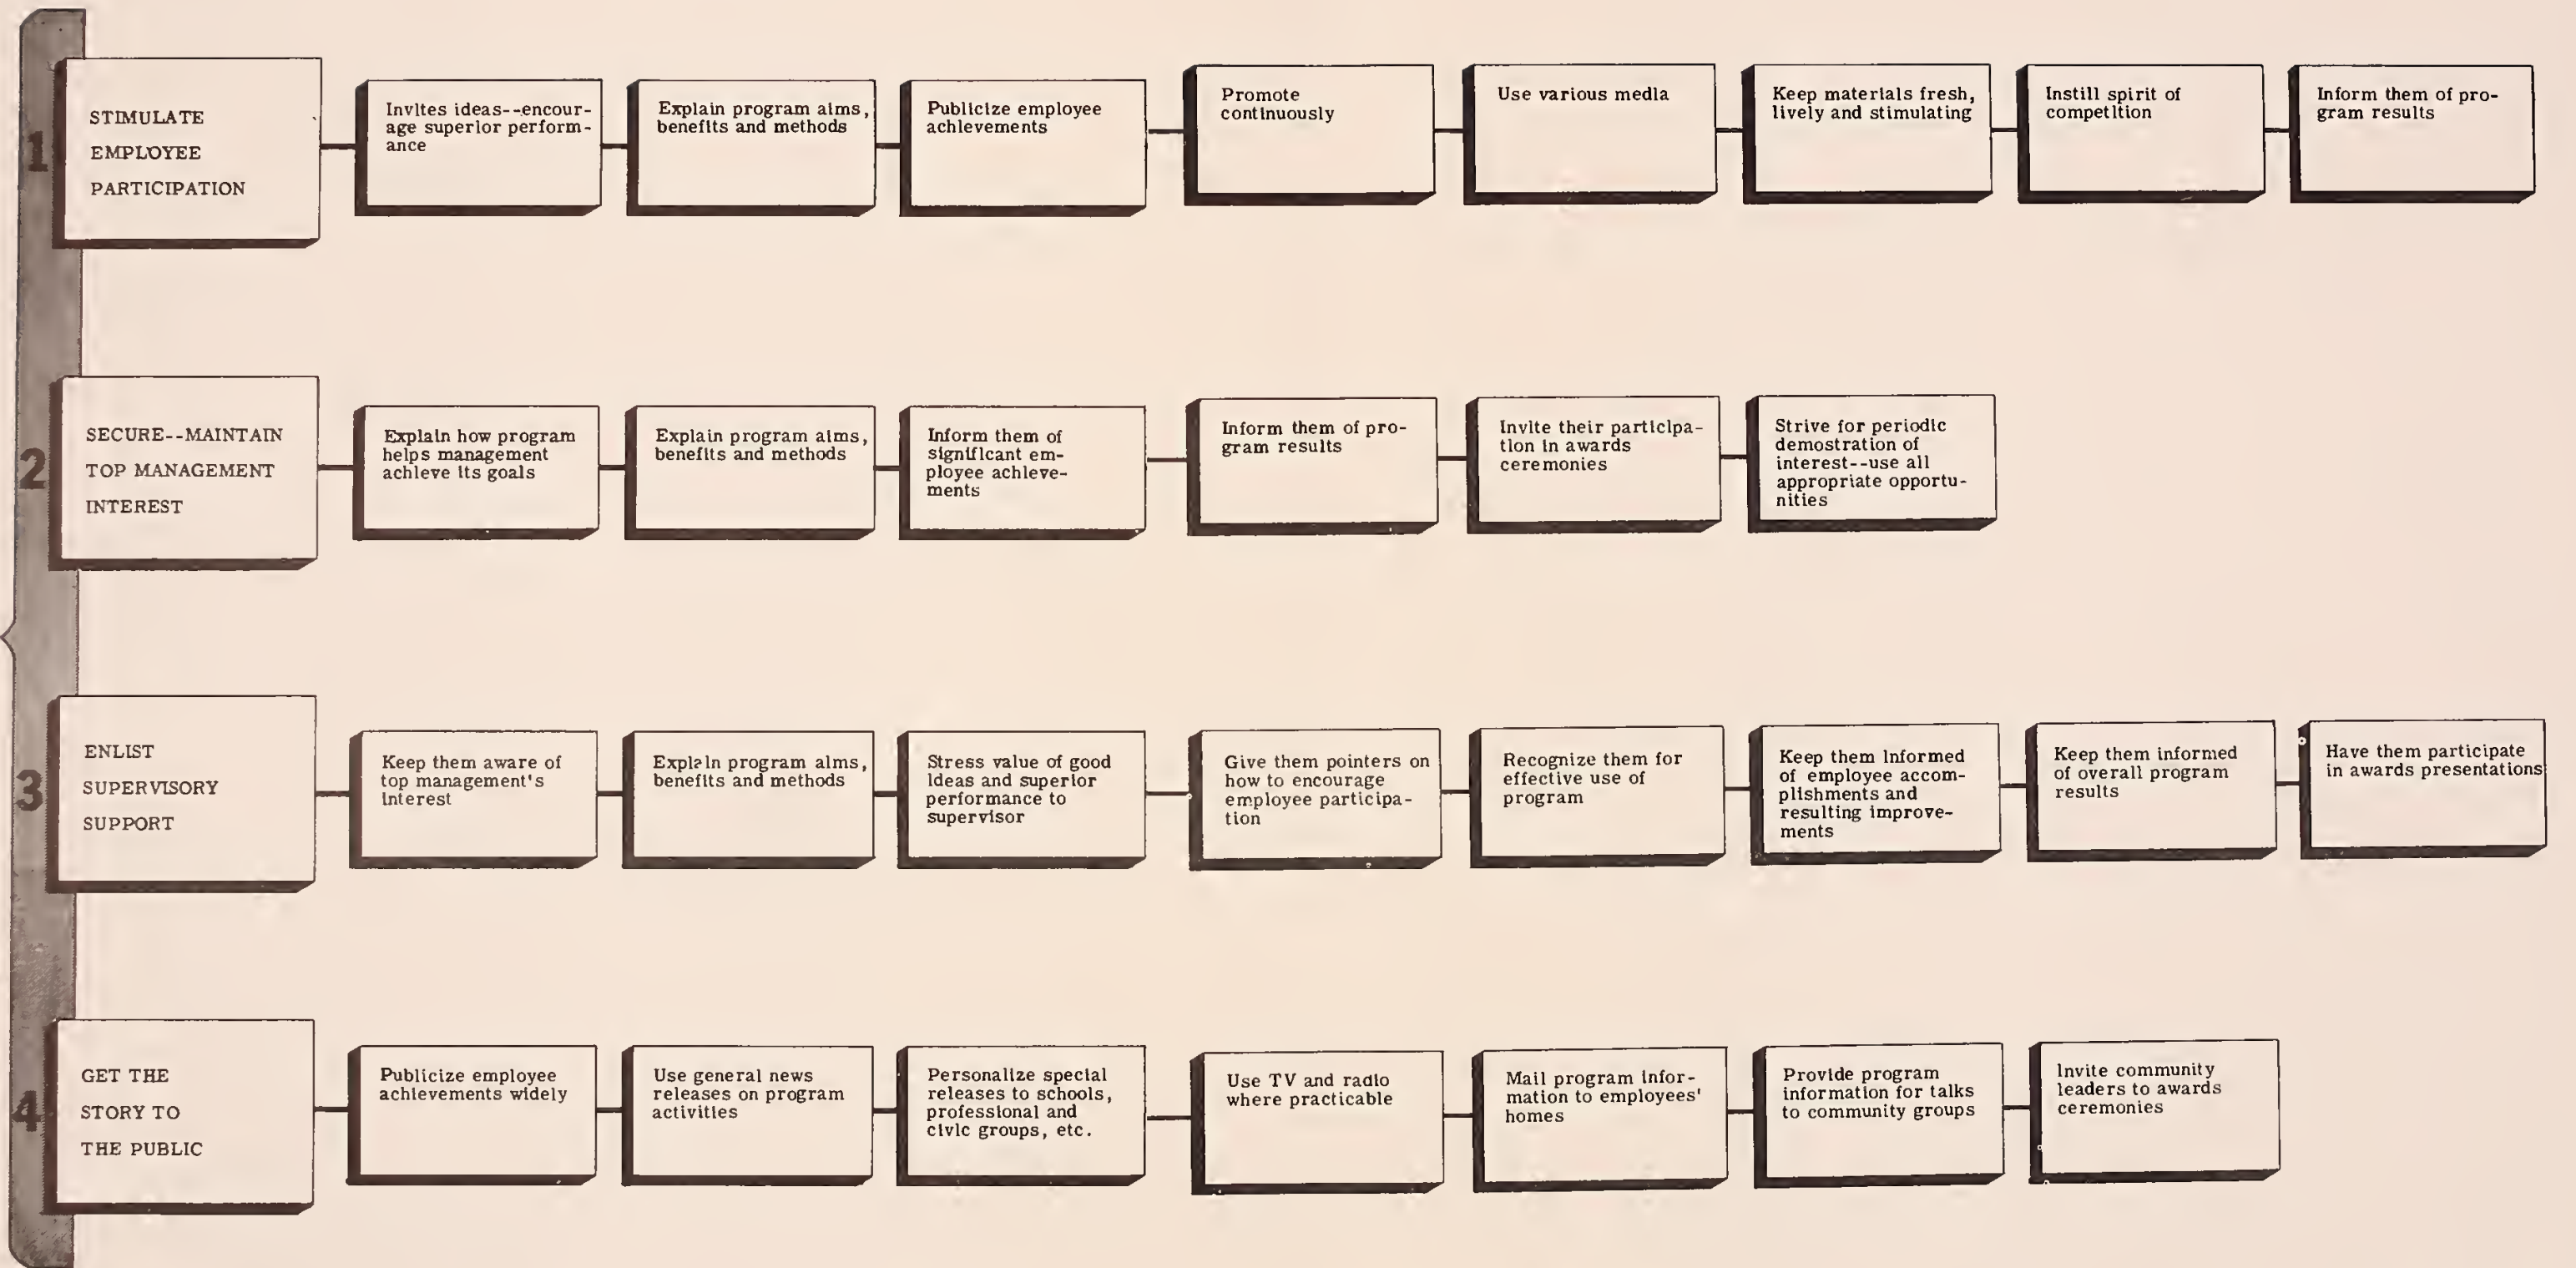 1
STIMULATE
EMPLOYEE
PARTICIPATION
Invites ideas--encour-
age superior perform-
ance
Explain program aims,
benefits and methods
Publicize employee
achievements
Promote
continuously
Use various media
Keep materials fresh,
lively and stimulating
Instill spirit of
competition
Inform them of pro-
gram results
2
SECURE--MAINTAIN
TOP MANAGEMENT
INTEREST
Explain how program
helps management
achieve its goals
Explain program aims,
benefits and methods
Inform them of
significant em-
ployee achieve-
ments
Inform them of pro-
gram results
Invite their participa-
tion in awards
ceremonies
Strive for periodic
demostration of
interest--use all
appropriate opportu-
nities
3
ENLIST
SUPERVISORY
SUPPORT
Keep them aware of
top management's
interest
Explain program aims,
benefits and methods
Stress value of good
ideas and superior
performance to
supervisor
Give them pointers on
how to encourage
employee participa-
tion
Recognize them for
effective use of
program
Keep them informed
of employee accom-
plishments and
resulting improve-
ments
Keep them informed
of overall program
results
Have them participate
in awards presentations
4
GET THE
STORY TO
THE PUBLIC
Publicize employee
achievements widely
Use general news
releases on program
activities
Personalize special
releases to schools,
professional and
civic groups, etc.
Use TV and radio
where practicable
Mail program infor-
mation to employees'
homes
Provide program
information for talks
to community groups
Invite community
leaders to awards
ceremonies